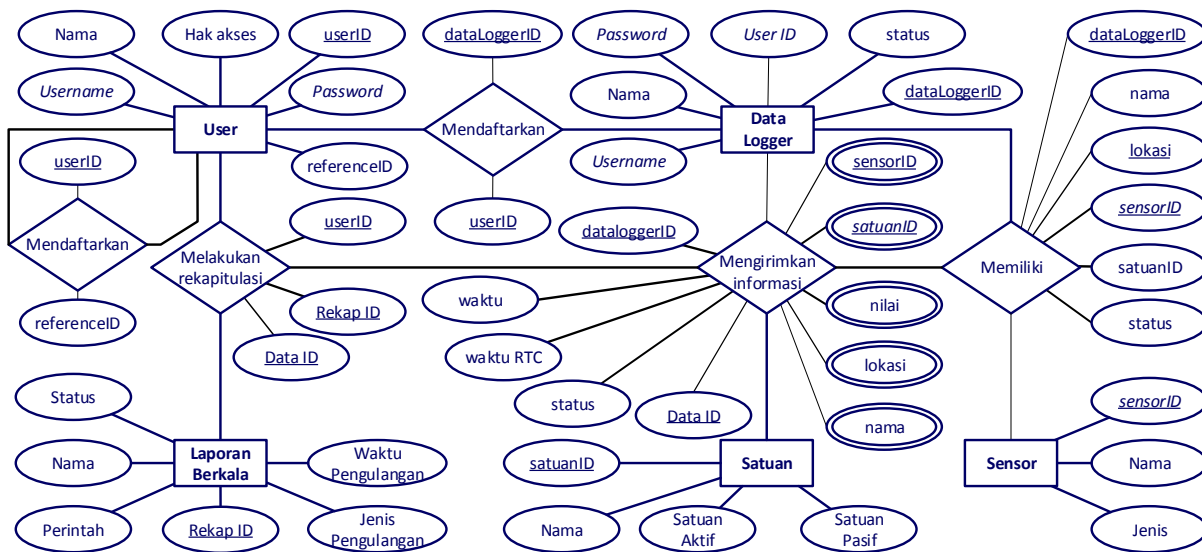 Nama
Hak akses
userID
dataLoggerID
Password
User ID
status
dataLoggerID
Username
Password
Nama
dataLoggerID
nama
User
Mendaftarkan
Data
Logger
userID
referenceID
Username
sensorID
lokasi
userID
userID
dataloggerID
satuanID
sensorID
Mendaftarkan
Melakukan
rekapitulasi
Mengirimkan
informasi
Memiliki
satuanID
waktu
nilai
referenceID
Rekap ID
status
Data ID
waktu RTC
lokasi
Status
status
Data ID
nama
sensorID
Nama
Laporan
Berkala
Waktu
Pengulangan
satuanID
Satuan
Sensor
Nama
Perintah
Rekap ID
Jenis
Pengulangan
Nama
Satuan
Aktif
Satuan
Pasif
Jenis